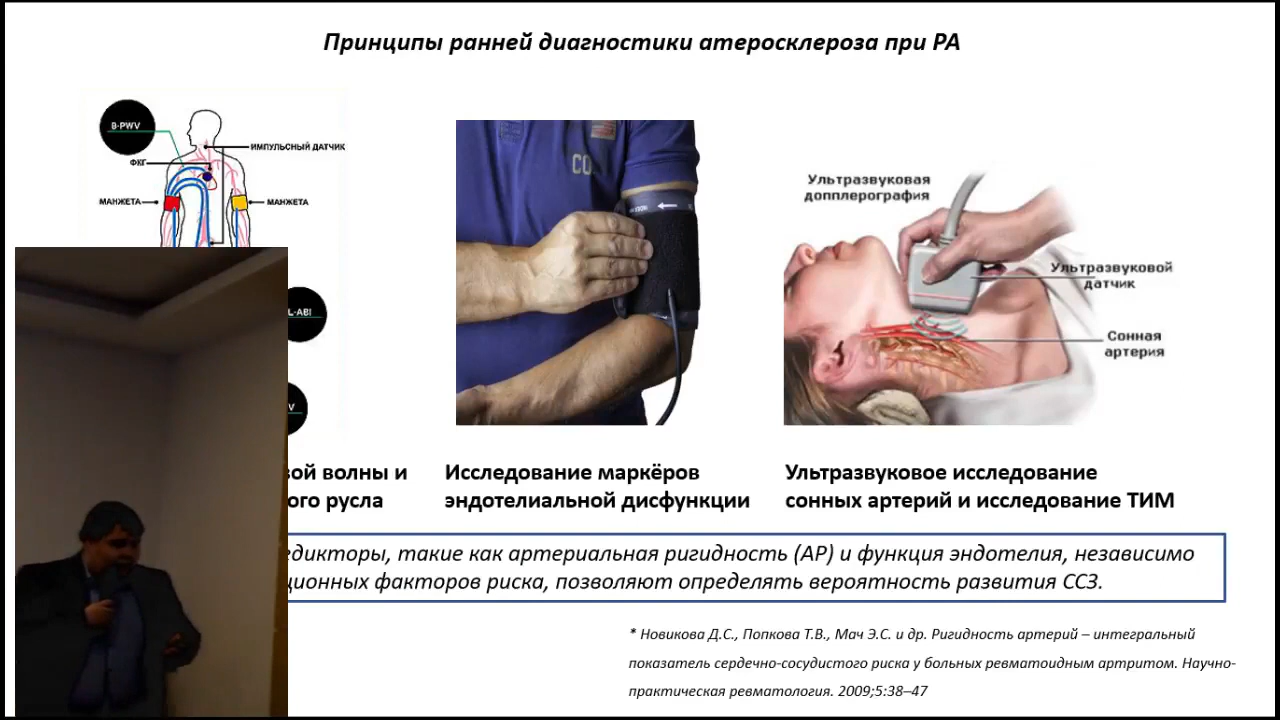 Принципы ранней диагностики атеросклероза при РА
B-PWV
ИМПУЛЬСНЫЙ ДАТЧИК
ФКГ
МАНЖЕТА
МАНЖЕТА
L-ABI
V
вой волны и
ого русла
CO
Исследование маркёров
эндотелиальной дисфункции
Ультразвуковая
допплерография
Ультразвуковой
датчик
Сонная
артерия
Ультразвуковое исследование
сонных артерий и исследование ТИМ
едикторы, такие как артериальная ригидность (АР) и функция эндотелия, независимо
ционных факторов риска, позволяют определять вероятность развития ССЗ.
* Новикова Д.С., Попкова Т.В., Мач Э.С. и др. Ригидность артерий – интегральный
показатель сердечно-сосудистого риска у больных ревматоидным артритом. Научно-
практическая ревматология. 2009;5:38–47